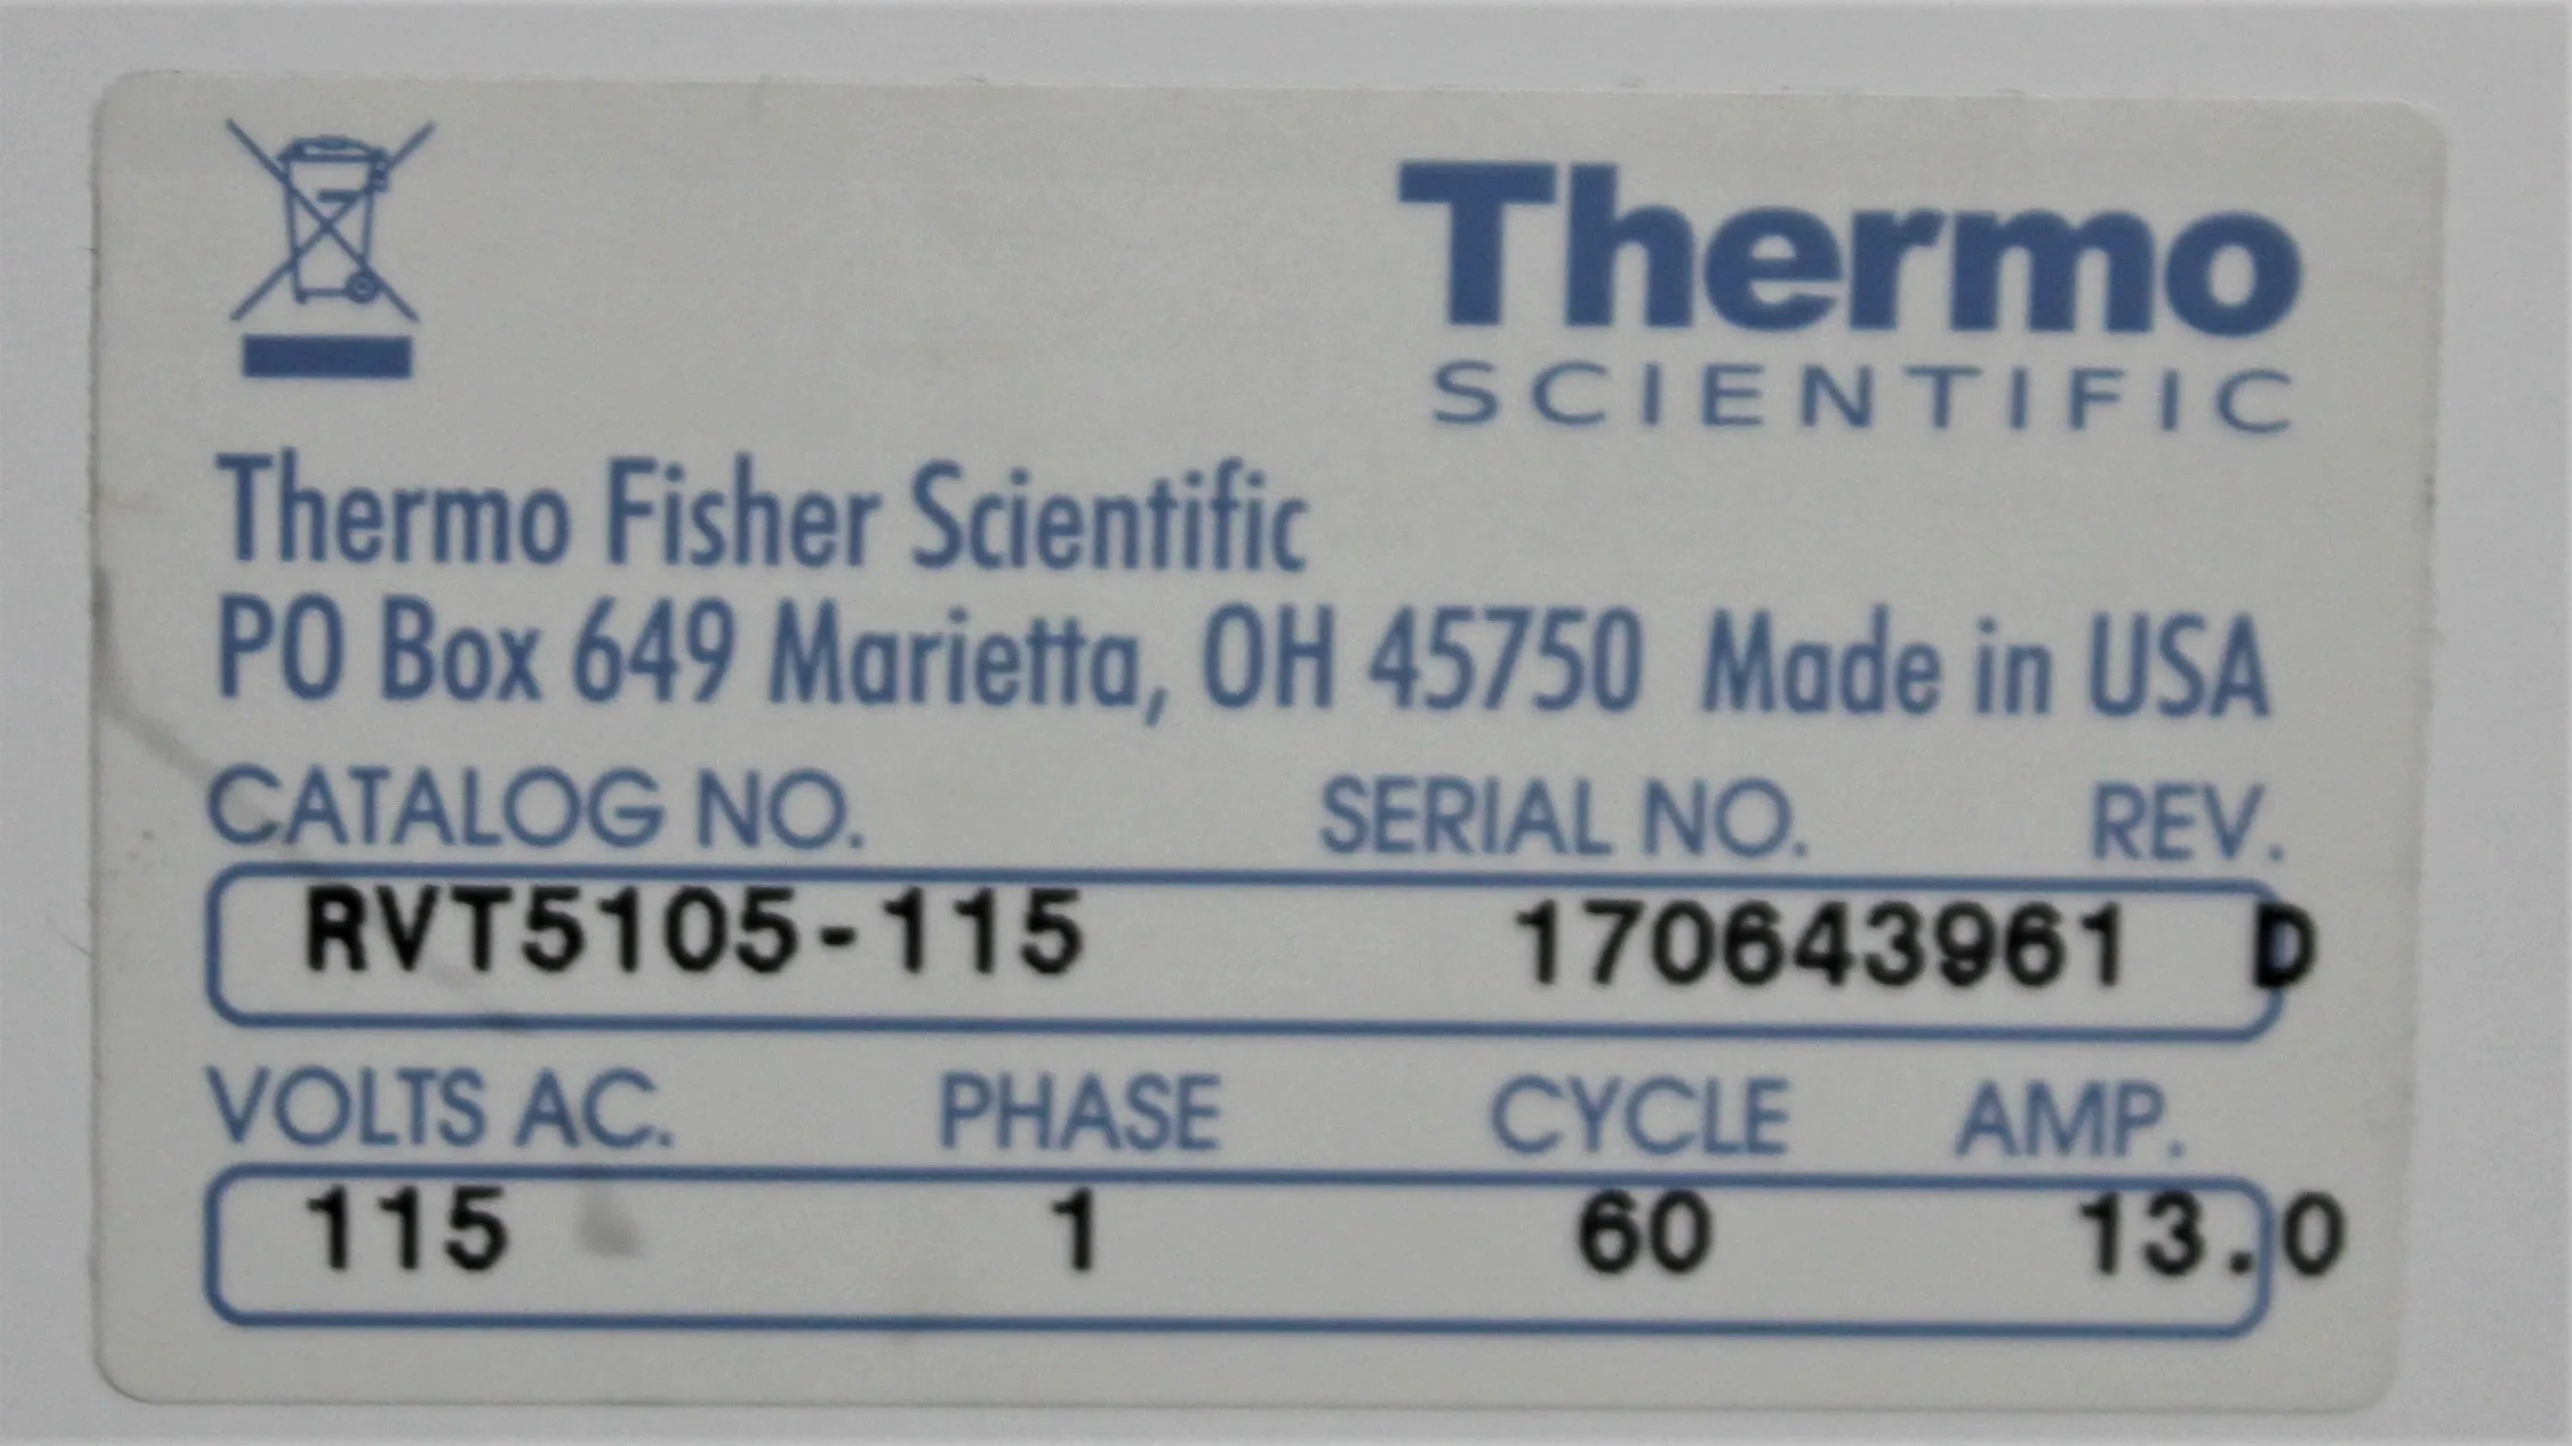 Thermo
SCIENTIFIC
Thermo Fisher Scientific
PO Box 649 Marietta, OH 45750 Made in USA
CATALOG NO. SERIAL NO. REV.
RVT5105-115 170643961 D
VOLTS AC. PHASE CYCLE AMP.
115 1 60 13.0